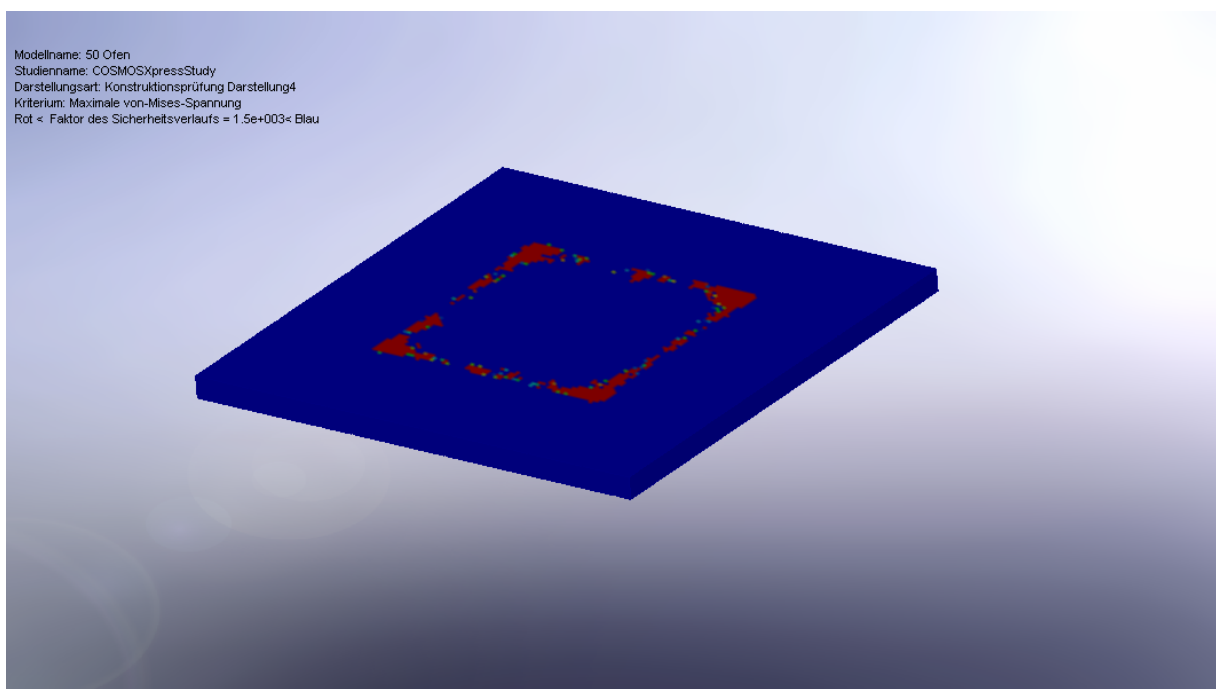 Modellname: 50 Ofen
Studienname: COSMOSXpressStudy
Darstellungsart: Konstruktionsprüfung Darstellung4
Kriterium: Maximale von-Mises-Spannung
Rot < Faktor des Sicherheitsverlaufs = 1.5e+003< Blau